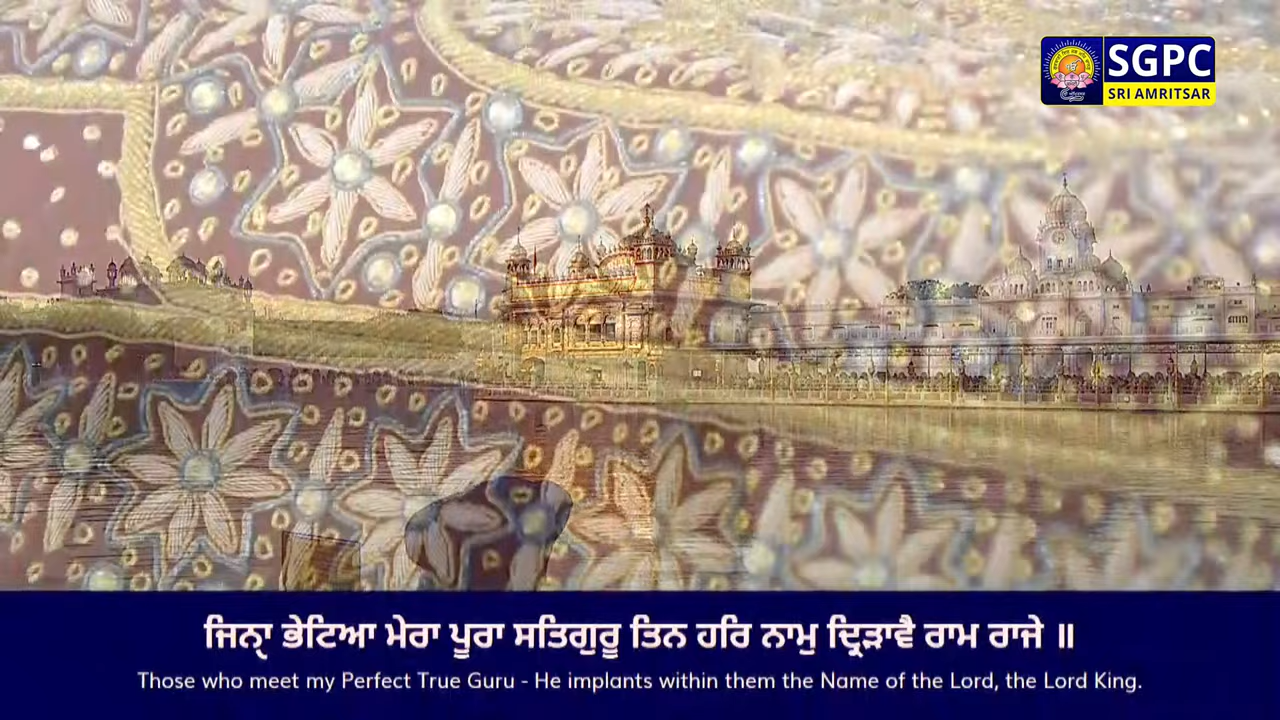 SGPC
SRI AMRITSAR
ਜਿਨੑਾ ਭੇਟਿਆ ਮੇਰਾ ਪੂਰਾ ਸਤਿਗੁਰੂ ਤਿਨ ਹਰਿ ਨਾਮੁ ਦ੍ਰਿੜਾਵੈ ਰਾਮ ਰਾਜੇ ॥
Those who meet my Perfect True Guru - He implants within them the Name of the Lord, the Lord King.